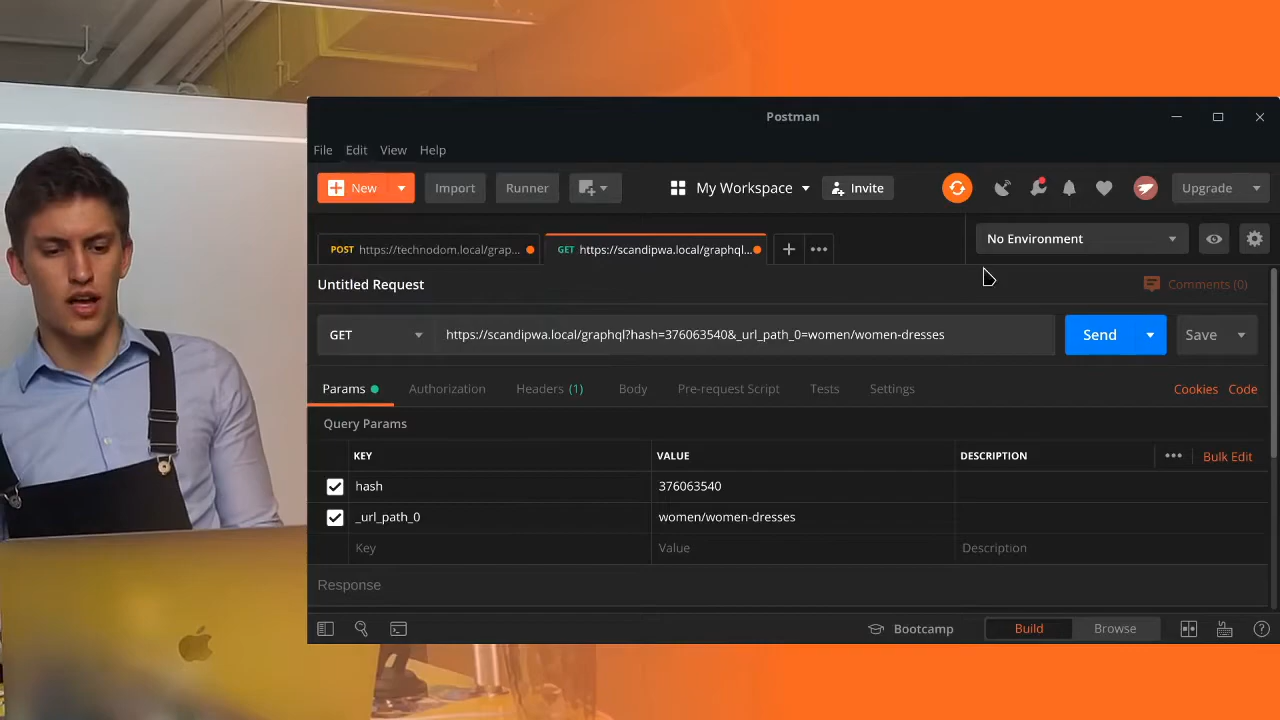 Postman
File Edit View Help
New Import Runner My Workspace Invite Upgrade
POST https://technodom.local/grap... GET https://scandipwa.local/graphql... + ••• No Environment
Untitled Request Comments (0)
GET https://scandipwa.local/graphql?hash=376063540&_url_path_0=women/women-dresses Send Save
Params Authorization Headers (1) Body Pre-request Script Tests Settings Cookies Code
Query Params
KEY VALUE DESCRIPTION ••• Bulk Edit
hash 376063540
_url_path_0 women/women-dresses
Key Value Description
Response
Bootcamp Build Browse